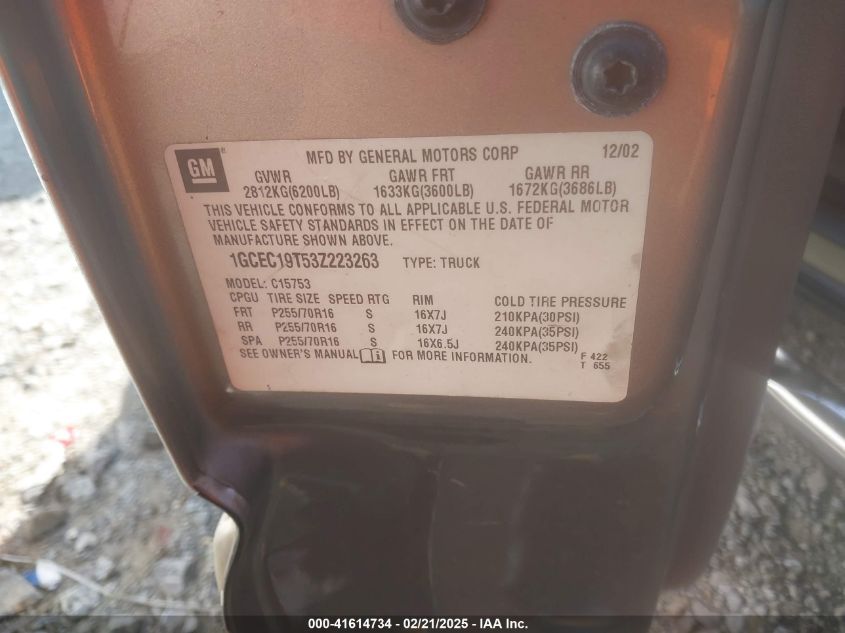 GM ®
MFD BY GENERAL MOTORS CORP 12/02
GVWR GAWR FRT GAWR RR
2812KG(6200LB) 1633KG(3600LB) 1672KG(3686LB)
THIS VEHICLE CONFORMS TO ALL APPLICABLE U.S. FEDERAL MOTOR
VEHICLE SAFETY STANDARDS IN EFFECT ON THE DATE OF
MANUFACTURE SHOWN ABOVE.
1GCEC19T53Z223263 TYPE: TRUCK
MODEL: C15753
CPGU TIRE SIZE SPEED RTG RIM COLD TIRE PRESSURE
FRT P255/70R16 S 16X7J 210KPA(30PSI)
RR P255/70R16 S 16X7J 240KPA(35PSI)
SPA P255/70R16 S 16X6.5J 240KPA(35PSI)
SEE OWNER'S MANUAL FOR MORE INFORMATION.
F 422
T 655
000-41614734 - 02/21/2025 - IAA Inc.